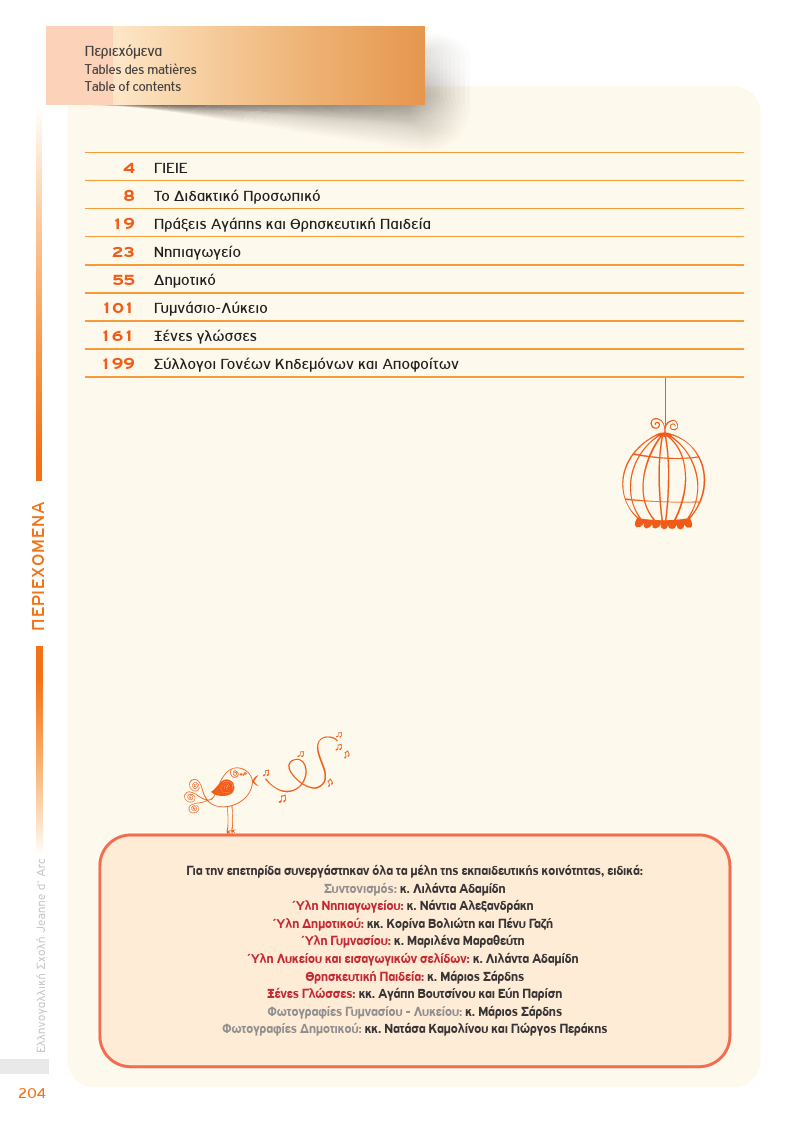 Περιεχόμενα
Tables des matières
Table of contents
4 ΓΙΕΙΕ
8 Το Διδακτικό Προσωπικό
19 Πράξεις Αγάπης και Θρησκευτική Παιδεία
23 Νηπιαγωγείο
55 Δημοτικό
101 Γυμνάσιο-Λύκειο
161 Ξένες γλώσσες
199 Σύλλογοι Γονέων Κηδεμόνων και Αποφοίτων
ΠΕΡΙΕΧΟΜΕΝΑ
Ελληνογαλλική Σχολή Jeanne d' Arc
Για την επετηρίδα συνεργάστηκαν όλα τα μέλη της εκπαιδευτικής κοινότητας, ειδικά:
Συντονισμός: κ. Λιλάντα Αδαμίδη
Ύλη Νηπιαγωγείου: κ. Νάντια Αλεξανδράκη
Ύλη Δημοτικού: κκ. Κορίνα Βολιώτη και Πένυ Γαζή
Ύλη Γυμνασίου: κ. Μαριλένα Μαραθεύτη
Ύλη Λυκείου και εισαγωγικών σελίδων: κ. Λιλάντα Αδαμίδη
Θρησκευτική Παιδεία: κ. Μάριος Σάρδης
Ξένες Γλώσσες: κκ. Αγάπη Βουτσίνου και Εύη Παρίση
Φωτογραφίες Γυμνασίου - Λυκείου: κ. Μάριος Σάρδης
Φωτογραφίες Δημοτικού: κκ. Νατάσα Καμολίνου και Γιώργος Περάκης
204